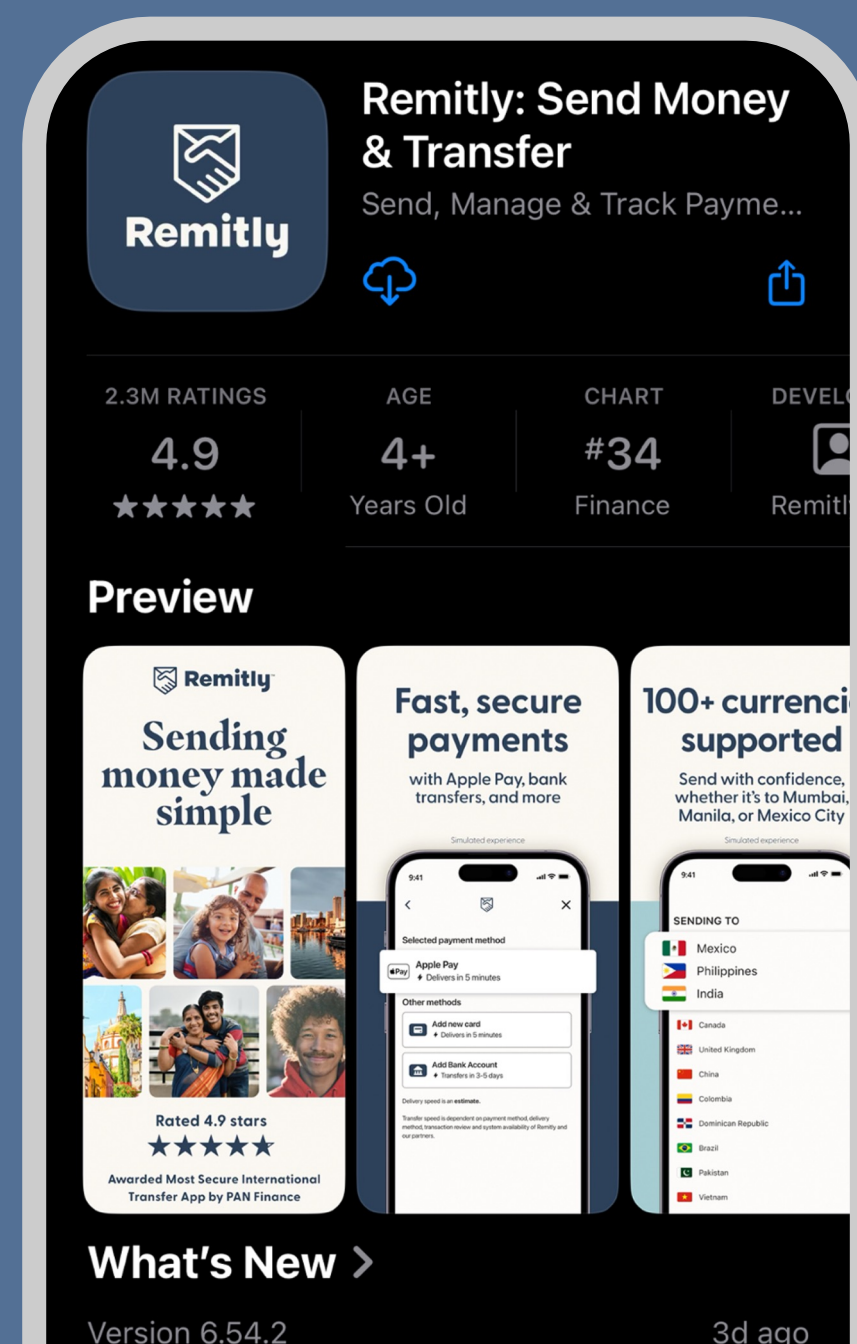 Remitly
Remitly: Send Money
& Transfer
Send, Manage & Track Payme...
2.3M RATINGS
4.9
★★★★★
AGE
4+
Years Old
CHART
#34
Finance
DEVELO
Remitly
Preview
Remitly
Sending
money made
simple
Rated 4.9 stars
★★★★★
Awarded Most Secure International
Transfer App by PAN Finance
Fast, secure
payments
with Apple Pay, bank
transfers, and more
Simulated experience
9:41
Selected payment method
Pay
Apple Pay
Delivers in 5 minutes
Other methods
Add new card
Delivers in 5 minutes
Add Bank Account
Transfers in 3-5 days
Delivery speed is an estimate.
Transfer speed is dependent on payment method, delivery
method, transaction review and system availability of Remitly and
our partners.
100+ currenci
supported
Send with confidence,
whether it's to Mumbai,
Manila, or Mexico City
Simulated experience
9:41
SENDING TO
Mexico
Philippines
India
Canada
United Kingdom
China
Colombia
Dominican Republic
Brazil
Pakistan
Vietnam
What's New >
Version 6.54.2
3d ago